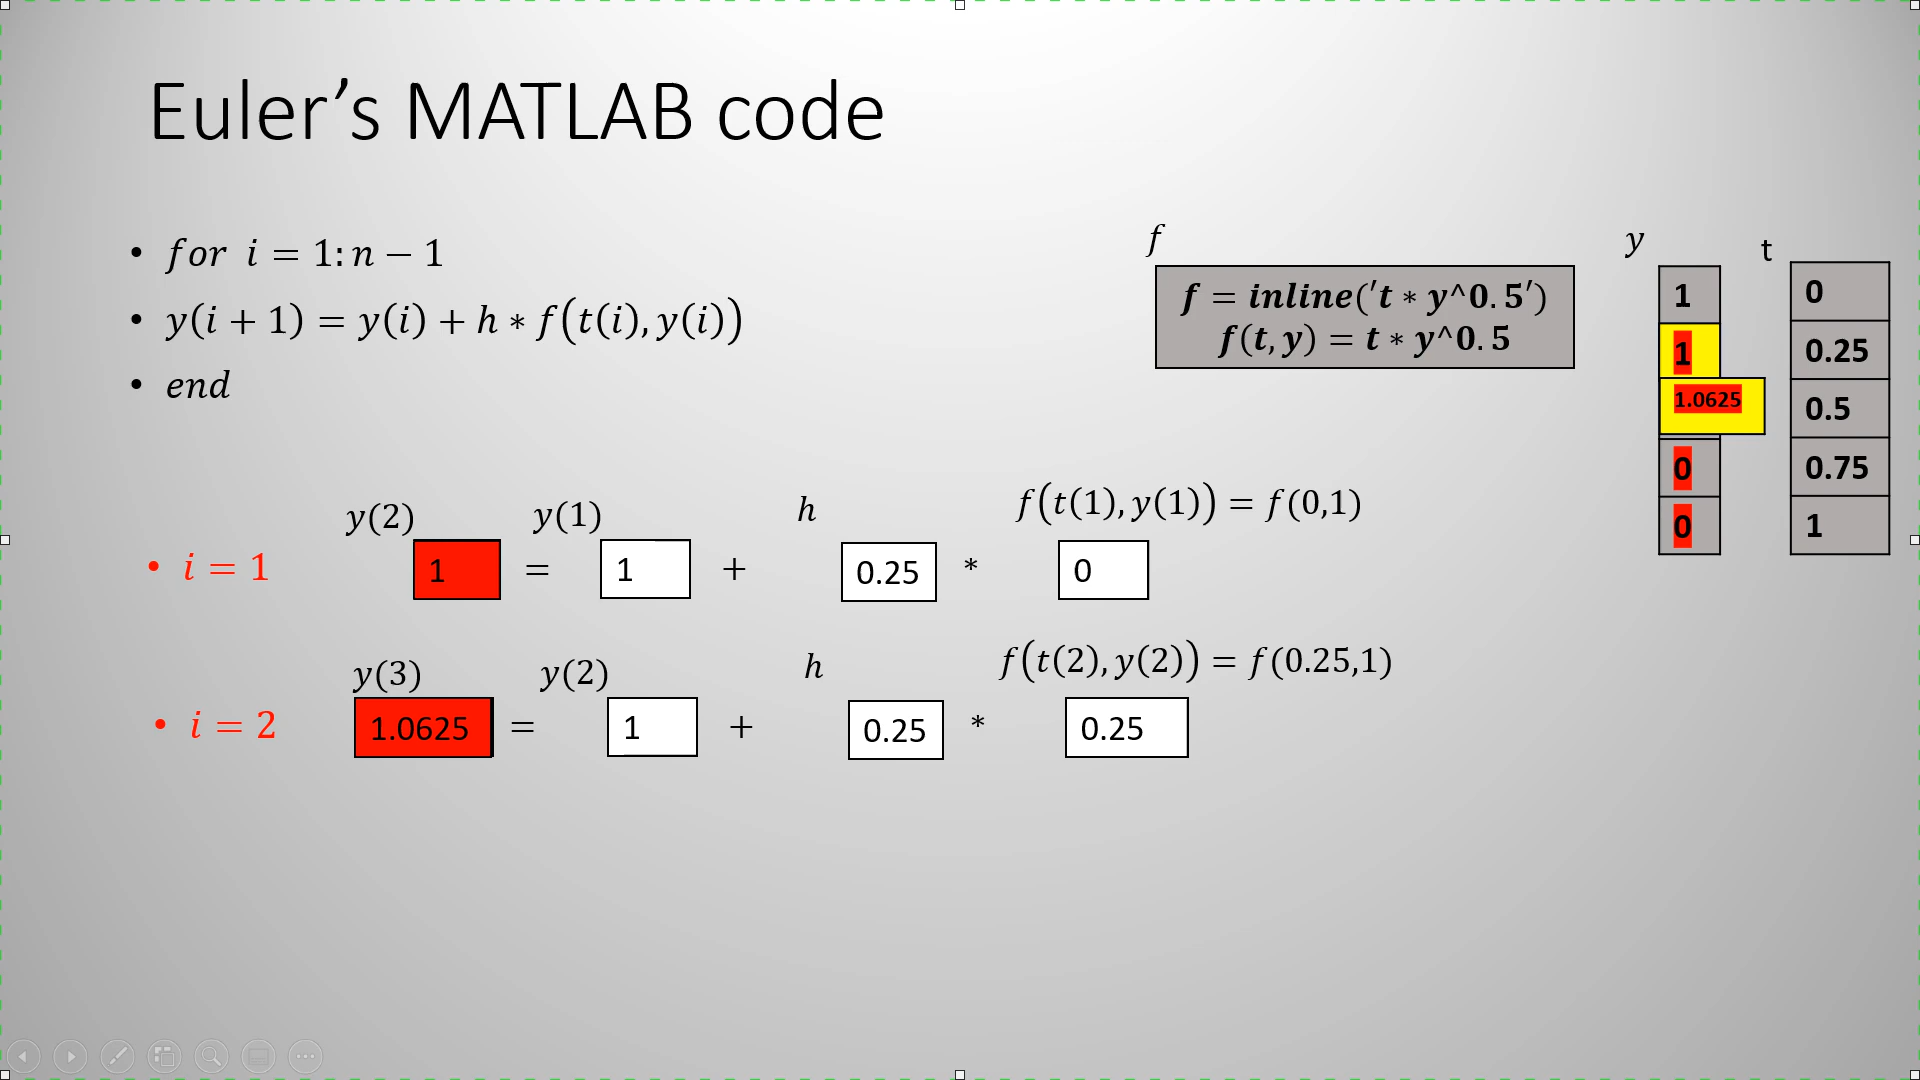 Euler’s MATLAB code
• for i = 1: n − 1
• y(i + 1) = y(i) + h ∗ f(t(i), y(i))
• end
f
f = inline('t ∗ y^0.5')
f(t, y) = t ∗ y^0.5
y
1
1
1.0625
0
0
t
0
0.25
0.5
0.75
1
y(2) y(1) h f(t(1), y(1)) = f(0,1)
• i = 1 1 = 1 + 0.25 * 0
y(3) y(2) h f(t(2), y(2)) = f(0.25,1)
• i = 2 1.0625 = 1 + 0.25 * 0.25